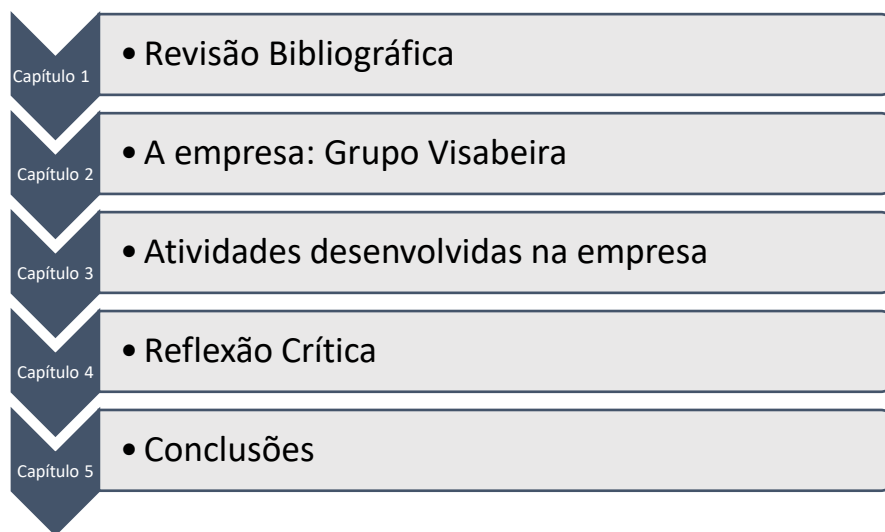 Capítulo 1
• Revisão Bibliográfica
Capítulo 2
• A empresa: Grupo Visabeira
Capítulo 3
• Atividades desenvolvidas na empresa
Capítulo 4
• Reflexão Crítica
Capítulo 5
• Conclusões